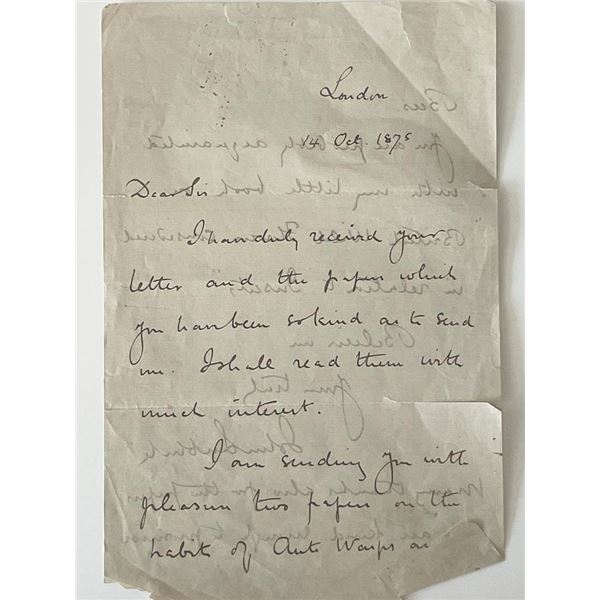 London
14 Oct. 1875
Dear Sir
I have duly received your
letter and the papers which
you have been so kind as to send
me. I shall read them with
much interest.
I am sending you with
pleasure two papers on the
habits of Ants Wasps